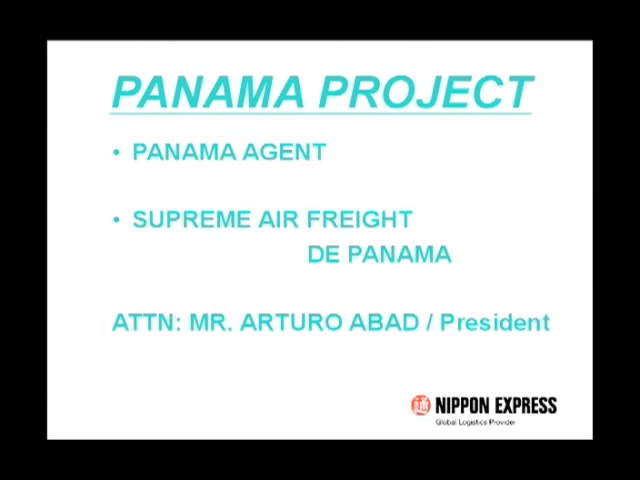 PANAMA PROJECT
• PANAMA AGENT
• SUPREME AIR FREIGHT
DE PANAMA
ATTN: MR. ARTURO ABAD / President
NIPPON EXPRESS
Global Logistics Provider